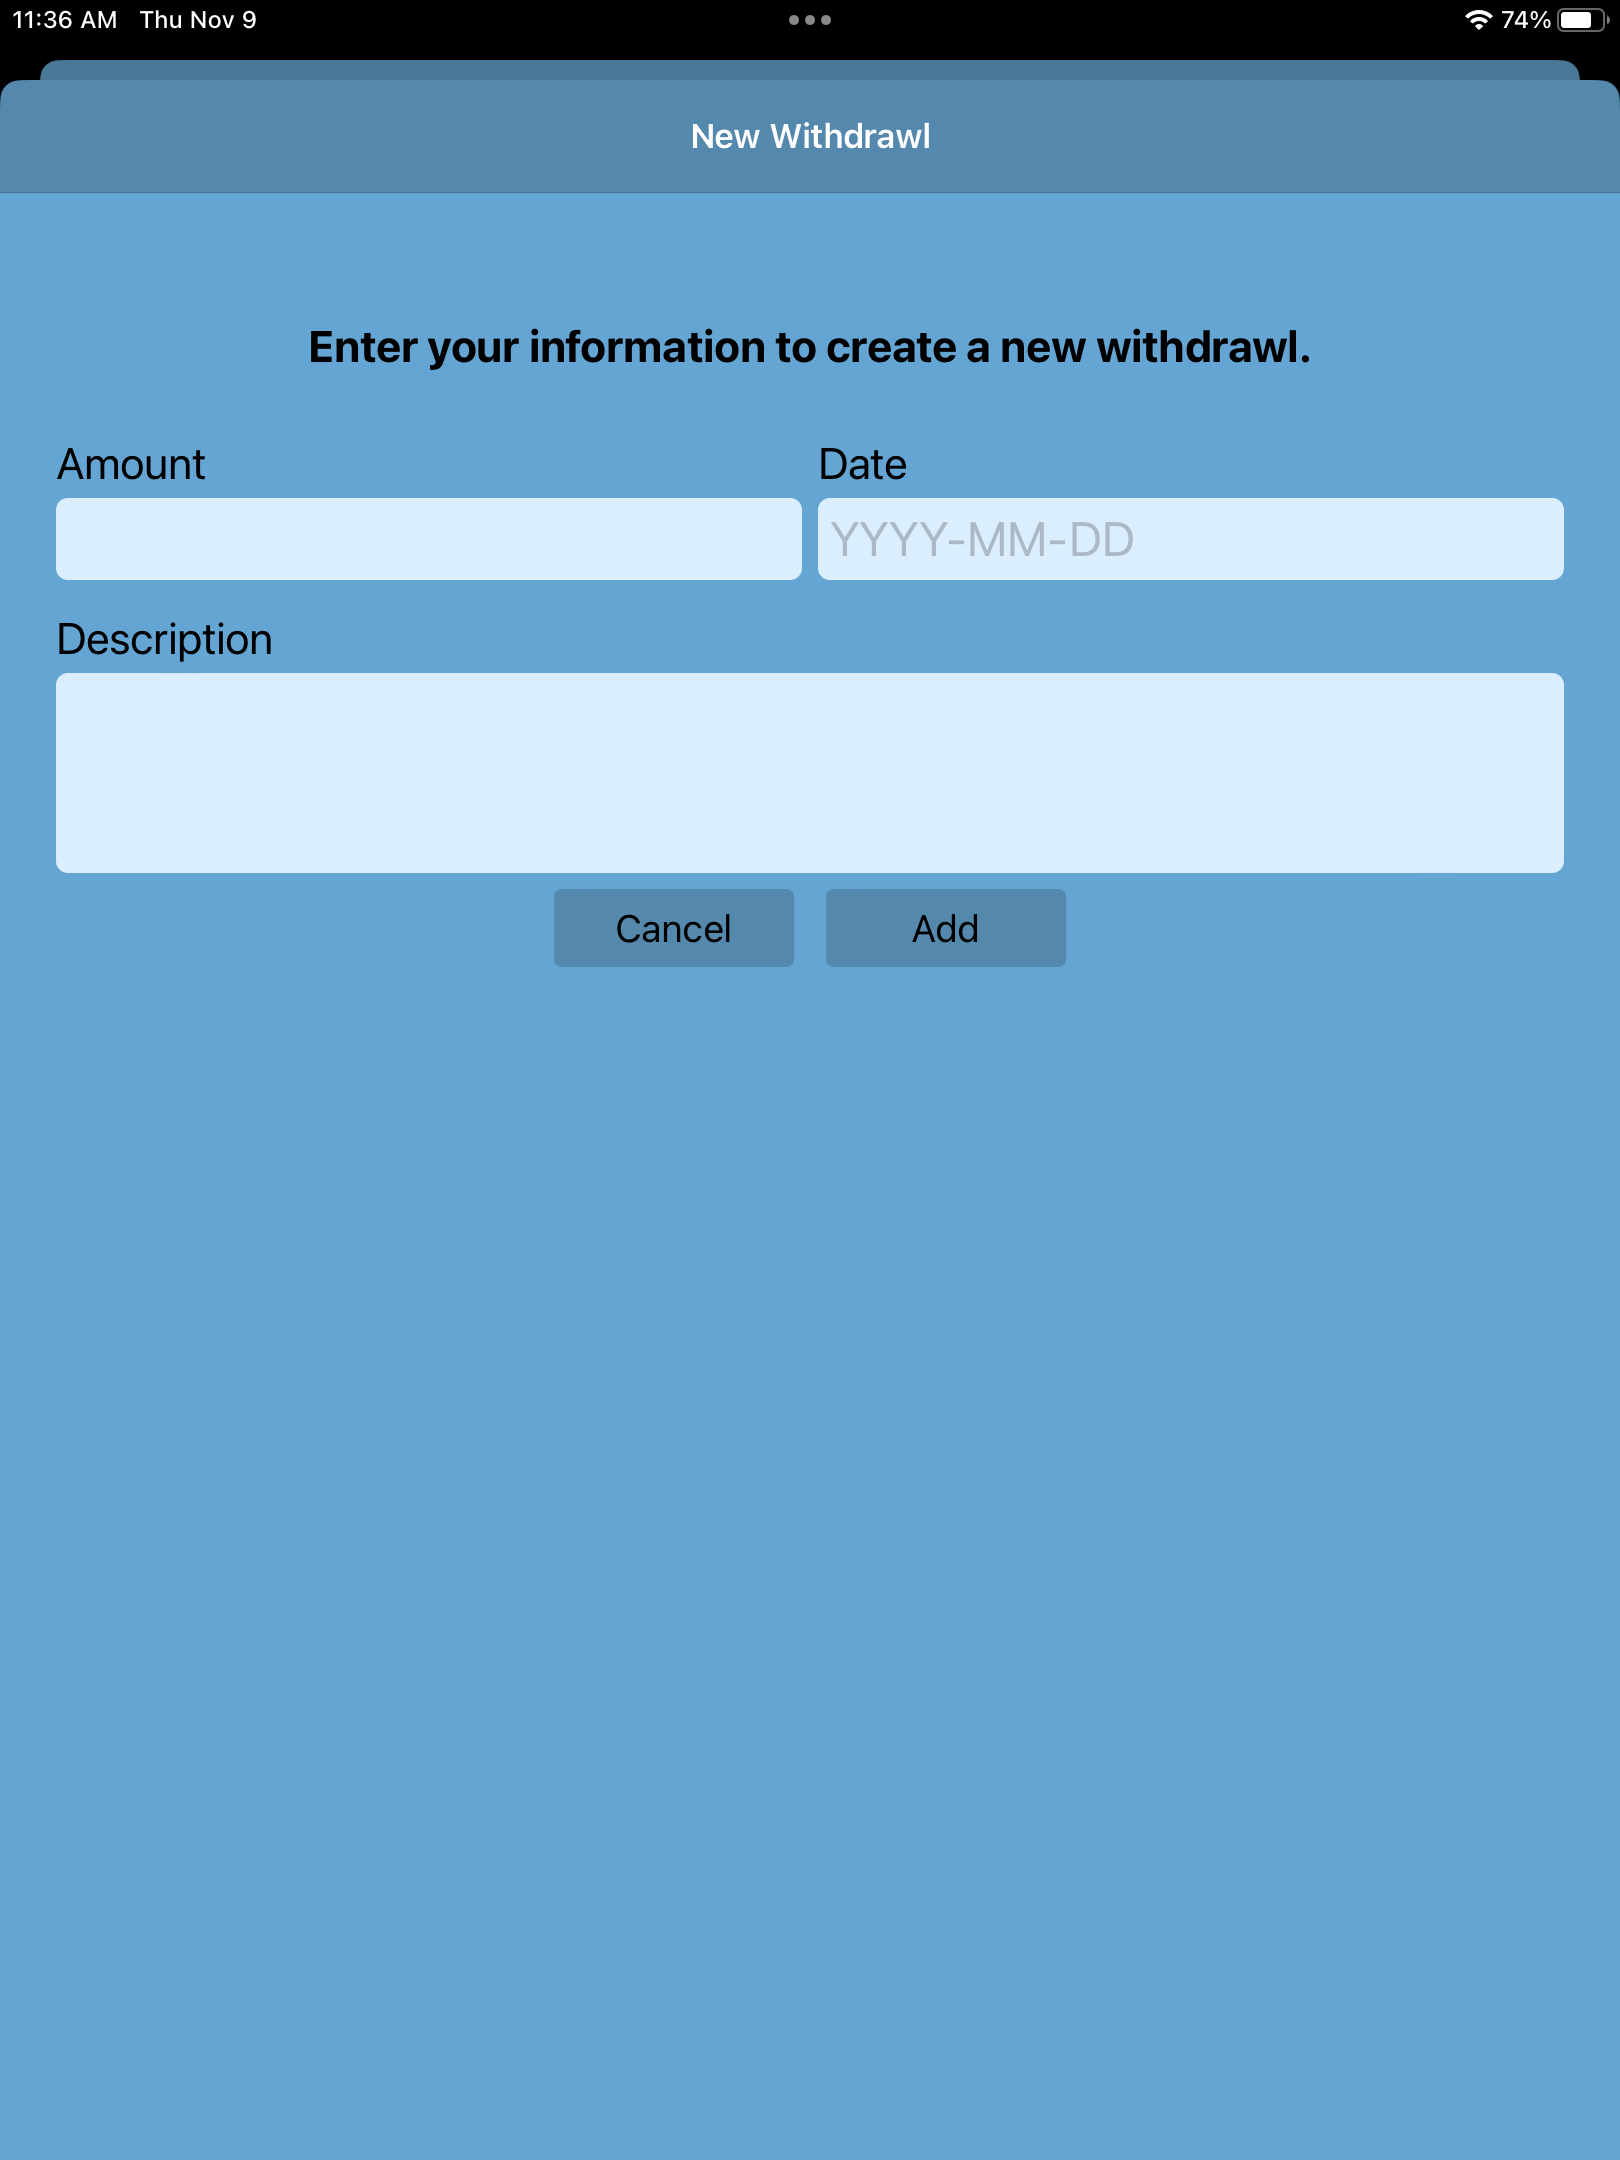 11:36 AM Thu Nov 9
74%
New Withdrawl
Enter your information to create a new withdrawl.
Amount
Date
YYYY-MM-DD
Description
Cancel
Add